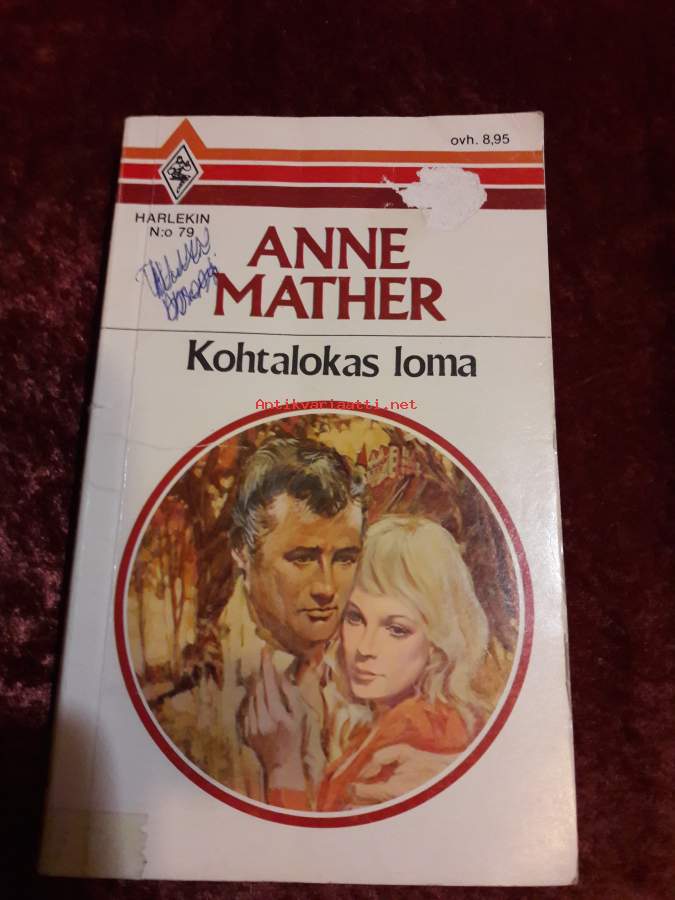 ovh. 8,95
HARLEKIN
N:o 79
ANNE
MATHER
Kohtalokas loma
Antikvariaatti.net